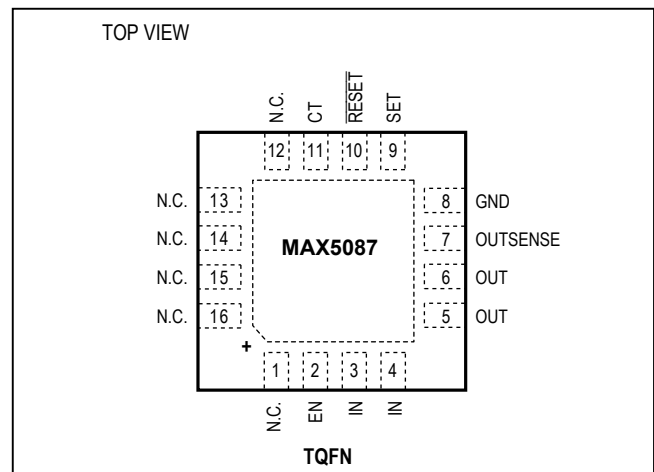 TOP VIEW
N.C. CT RESET SET
12 11 10 9
N.C. 13 8 GND
N.C. 14 MAX5087 7 OUTSENSE
N.C. 15 6 OUT
N.C. 16 5 OUT
+
1 2 3 4
N.C. EN IN IN
TQFN